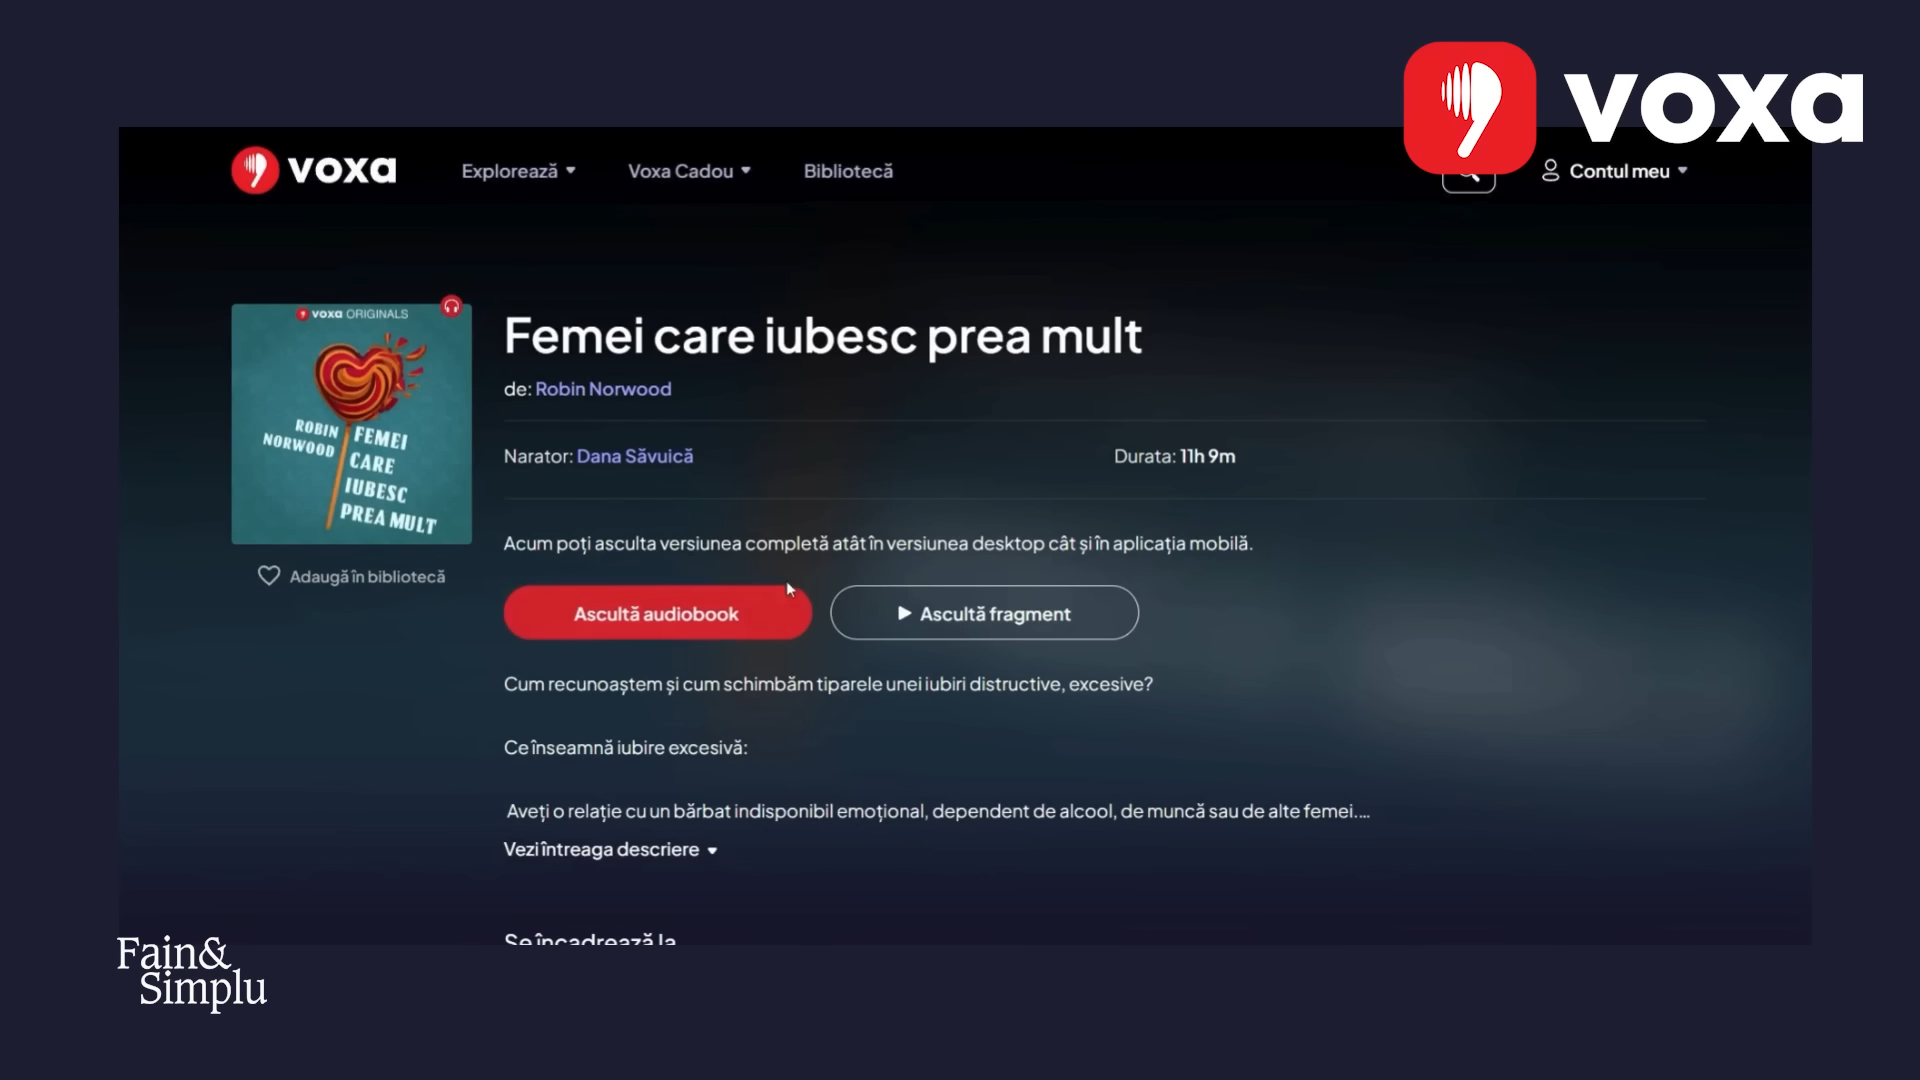 voxa
voxa
Explorează
Voxa Cadou
Bibliotecă
Contul meu
voxa ORIGINALS
ROBIN
NORWOOD
FEMEI
CARE
IUBESC
PREA MULT
Adaugă în bibliotecă
Femei care iubesc prea mult
de: Robin Norwood
Narator: Dana Săvuică
Durata: 11h 9m
Acum poți asculta versiunea completă atât în versiunea desktop cât și în aplicația mobilă.
Ascultă audiobook
Ascultă fragment
Cum recunoaștem și cum schimbăm tiparele unei iubiri distructive, excesive?
Ce înseamnă iubire excesivă:
Aveți o relație cu un bărbat indisponibil emoțional, dependent de alcool, de muncă sau de alte femei....
Vezi întreaga descriere
Se încadrează la
Fain&
Simplu